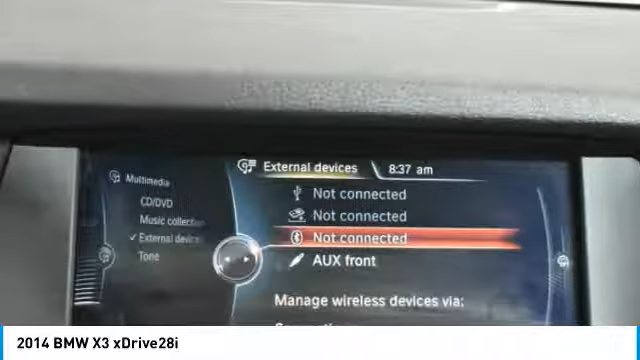 External devices 8:37 am
Multimedia
CD/DVD
Music collection
External devic
Tone
Not connected
Not connected
Not connected
AUX front
Manage wireless devices via:
2014 BMW X3 xDrive28i